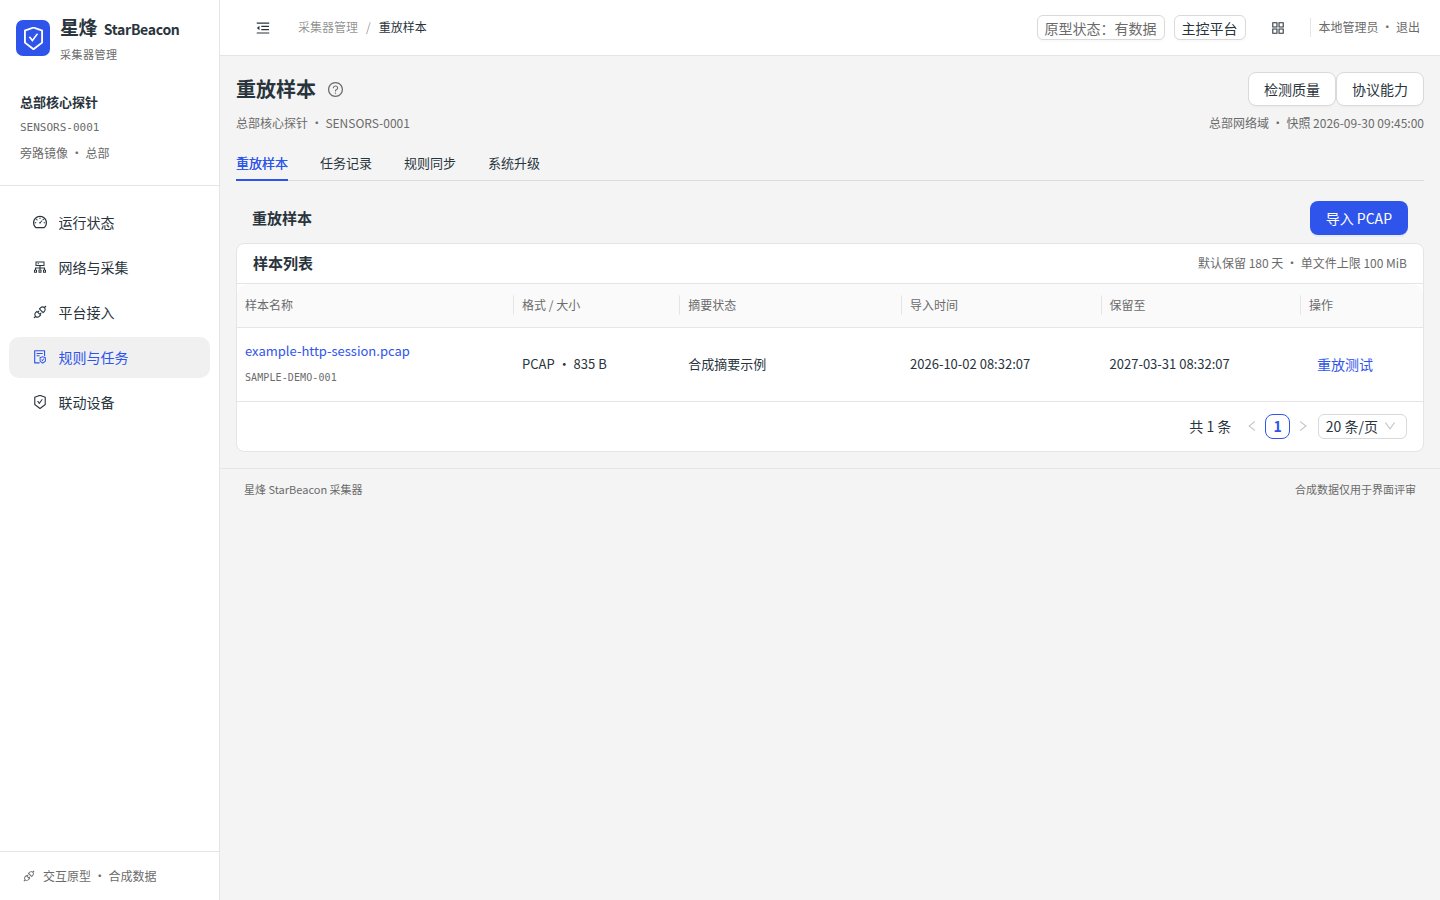 星烽 StarBeacon
采集器管理
总部核心探针
SENSORS-0001
旁路镜像 · 总部
运行状态
网络与采集
平台接入
规则与任务
联动设备
交互原型 · 合成数据
采集器管理 / 重放样本
原型状态：有数据
主控平台
本地管理员 · 退出
重放样本
检测质量
协议能力
总部核心探针 · SENSORS-0001
总部网络域 · 快照 2026-09-30 09:45:00
重放样本 任务记录 规则同步 系统升级
重放样本
导入 PCAP
样本列表
默认保留 180 天 · 单文件上限 100 MiB
样本名称 格式 / 大小 摘要状态 导入时间 保留至 操作
example-http-session.pcap
SAMPLE-DEMO-001
PCAP · 835 B
合成摘要示例
2026-10-02 08:32:07
2027-03-31 08:32:07
重放测试
共 1 条 1 20 条/页
星烽 StarBeacon 采集器
合成数据仅用于界面评审